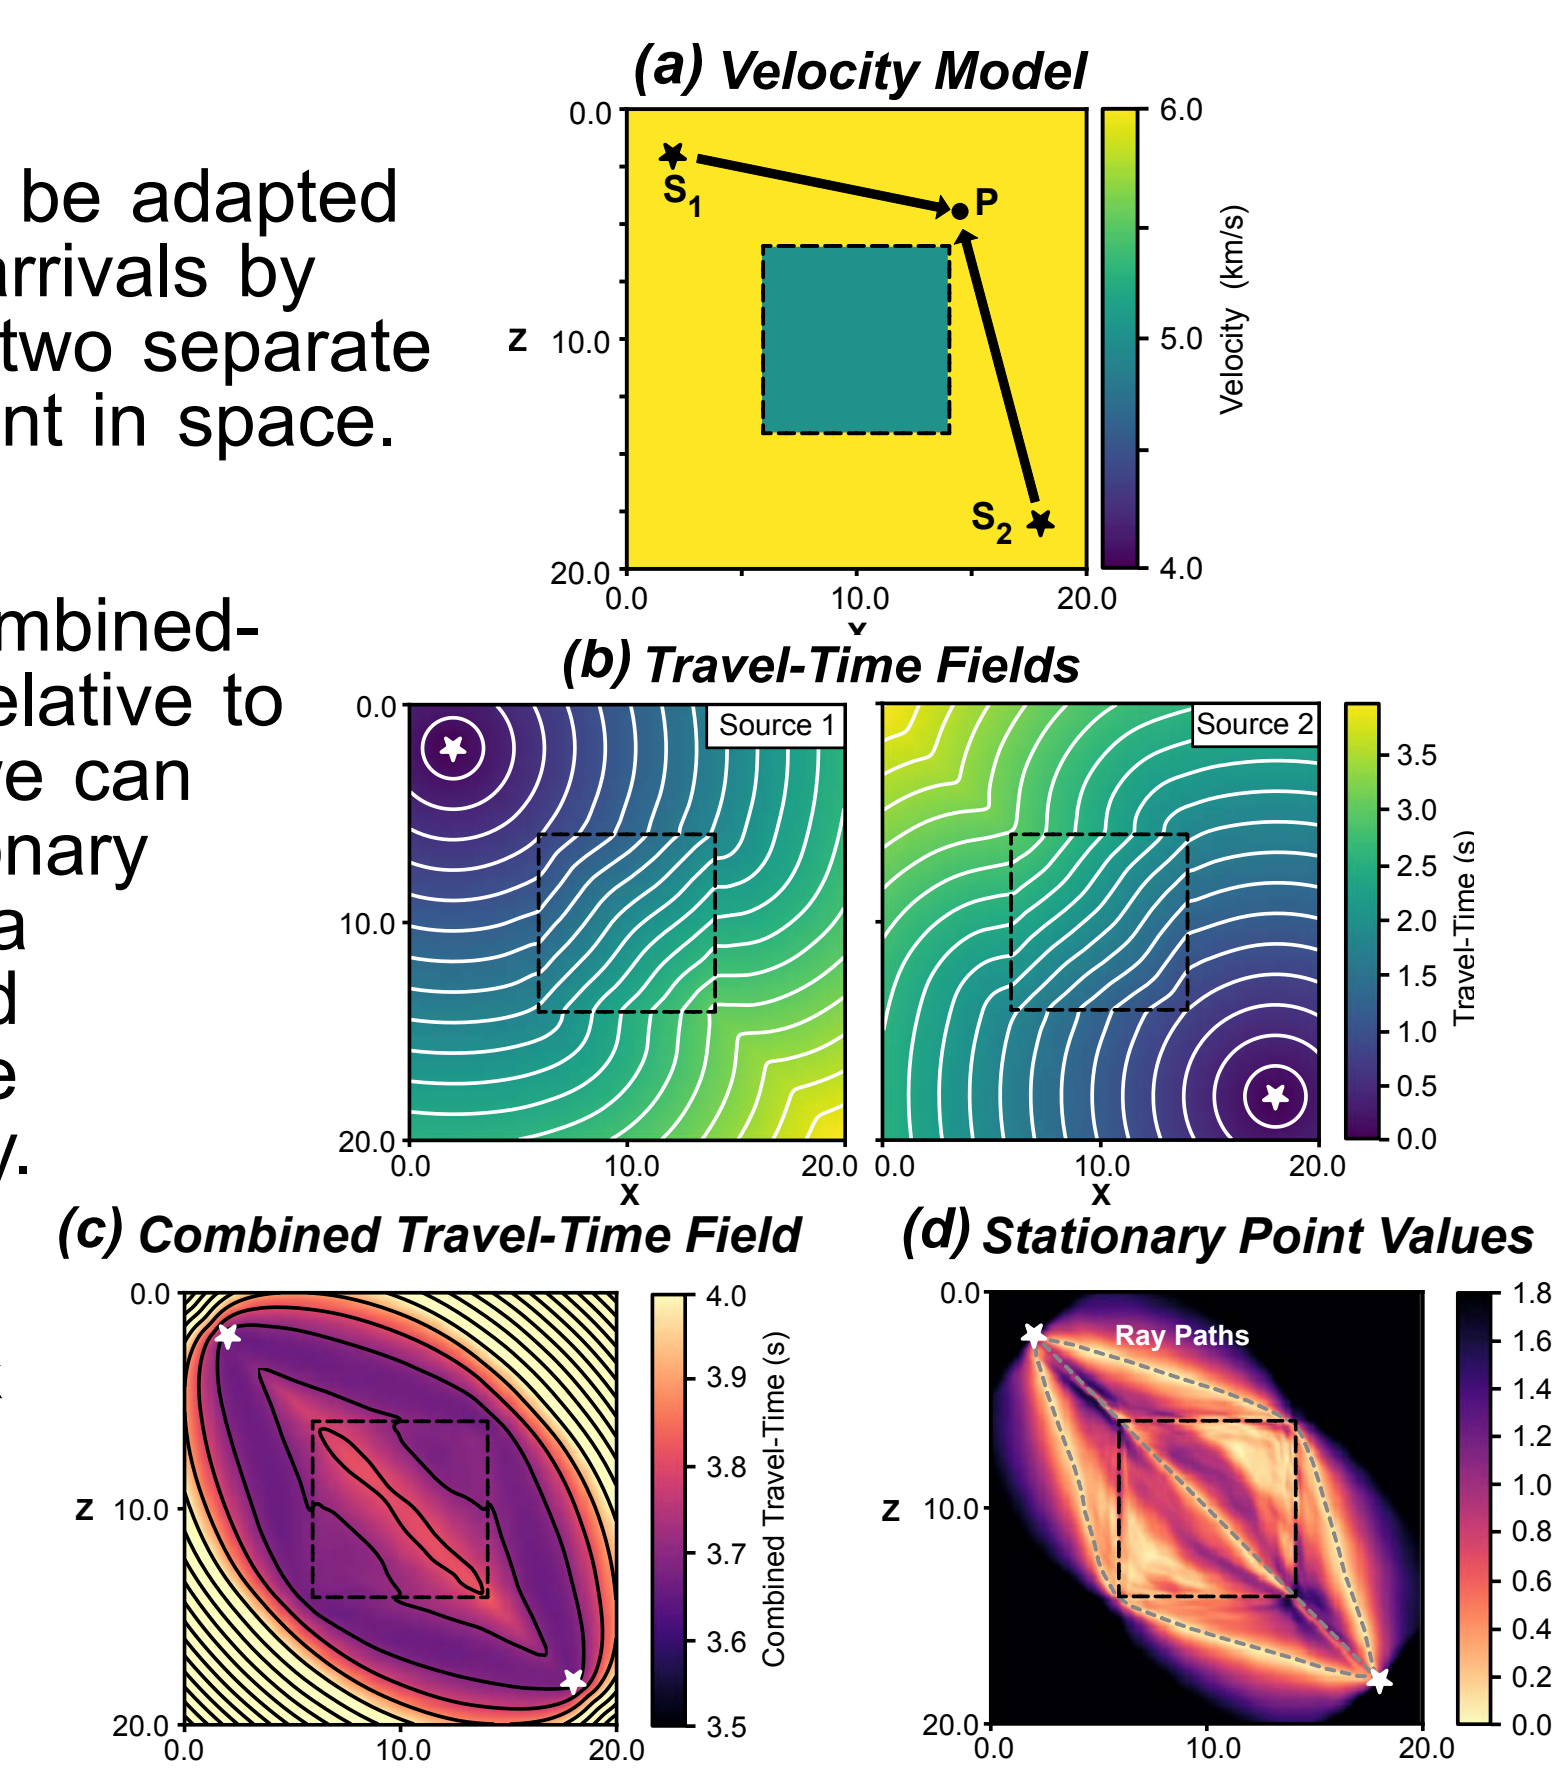 be adapted
arrivals by
two separate
nt in space.
mbined-
elative to
ve can
onary
a
d
e
y.
(a) Velocity Model
0.0
10.0
20.0
Z
0.0
10.0
20.0
S1
P
S2
6.0
5.0
4.0
Velocity (km/s)
(b) Travel-Time Fields
0.0
10.0
20.0
Source 1
0.0
10.0
20.0
X
Source 2
0.0
10.0
20.0
X
3.5
3.0
2.5
2.0
1.5
1.0
0.5
0.0
Travel-Time (s)
(c) Combined Travel-Time Field
0.0
10.0
20.0
Z
0.0
10.0
20.0
4.0
3.9
3.8
3.7
3.6
3.5
Combined Travel-Time (s)
(d) Stationary Point Values
0.0
10.0
20.0
Z
Ray Paths
0.0
10.0
20.0
1.8
1.6
1.4
1.2
1.0
0.8
0.6
0.4
0.2
0.0